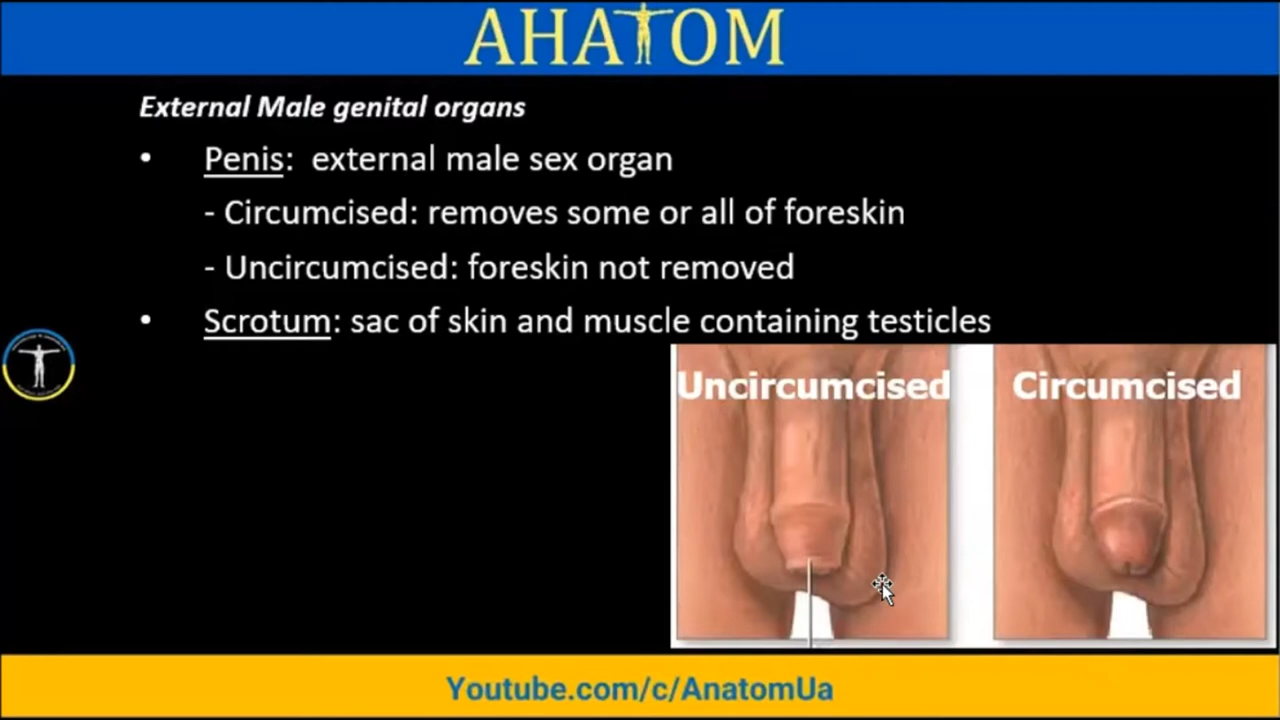 АНАТОМ
External Male genital organs
• Penis: external male sex organ
- Circumcised: removes some or all of foreskin
- Uncircumcised: foreskin not removed
• Scrotum: sac of skin and muscle containing testicles
Uncircumcised
Circumcised
Youtube.com/c/AnatomUa